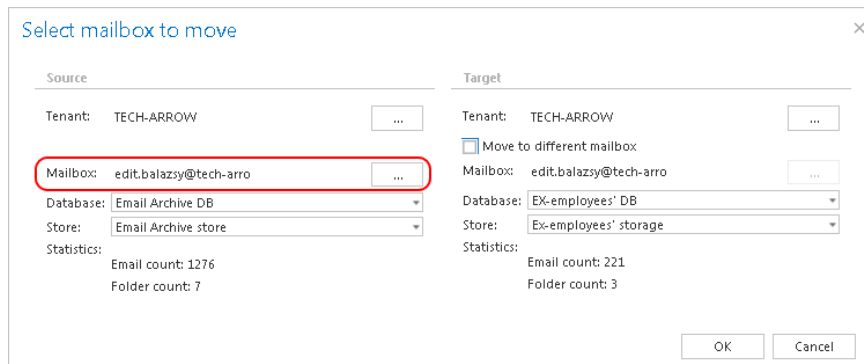 Select mailbox to move
Source
Tenant: TECH-ARROW ...
Mailbox: edit.balazsy@tech-arro ...
Database: Email Archive DB
Store: Email Archive store
Statistics:
Email count: 1276
Folder count: 7
Target
Tenant: TECH-ARROW ...
Move to different mailbox
Mailbox: edit.balazsy@tech-arro ...
Database: EX-employees' DB
Store: Ex-employees' storage
Statistics:
Email count: 221
Folder count: 3
OK Cancel